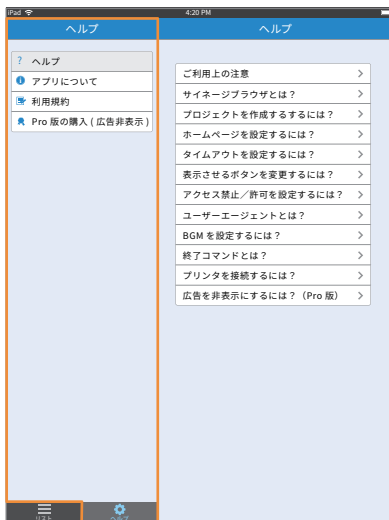 iPad
4:20 PM
ヘルプ
ヘルプ
? ヘルプ
アプリについて
利用規約
Pro 版の購入 ( 広告非表示 )
ご利用上の注意
サイネージブラウザとは？
プロジェクトを作成するするには？
ホームページを設定するには？
タイムアウトを設定するには？
表示させるボタンを変更するには？
アクセス禁止／許可を設定するには？
ユーザーエージェントとは？
BGM を設定するには？
終了コマンドとは？
プリンタを接続するには？
広告を非表示にするには？（Pro 版）
リスト
ヘルプ